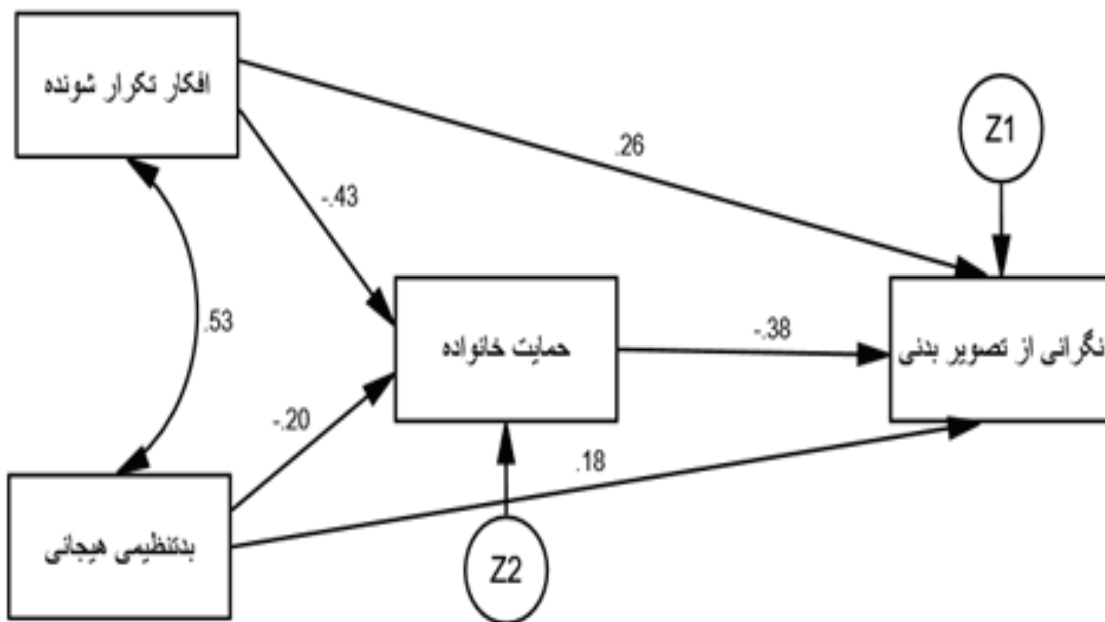 افکار تکرار شونده
Z1
.26
-.43
.53
حمایت خانواده
-.38
نگرانی از تصویر بدنی
-.20
.18
بدتنظیمی هیجانی
Z2